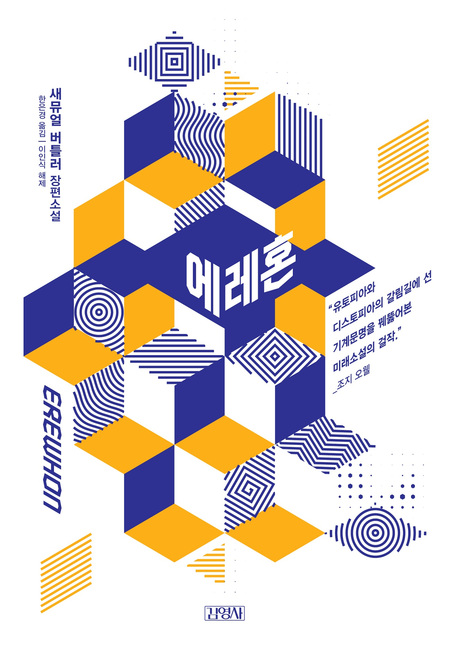 새뮤얼 버틀러 장편소설
한은경 옮김 | 이인식 해제
에레혼
“유토피아와
디스토피아의 갈림길에 선
기계문명을 꿰뚫어본
미래소설의 걸작.”
_조지 오웰
EREWHON
김영사